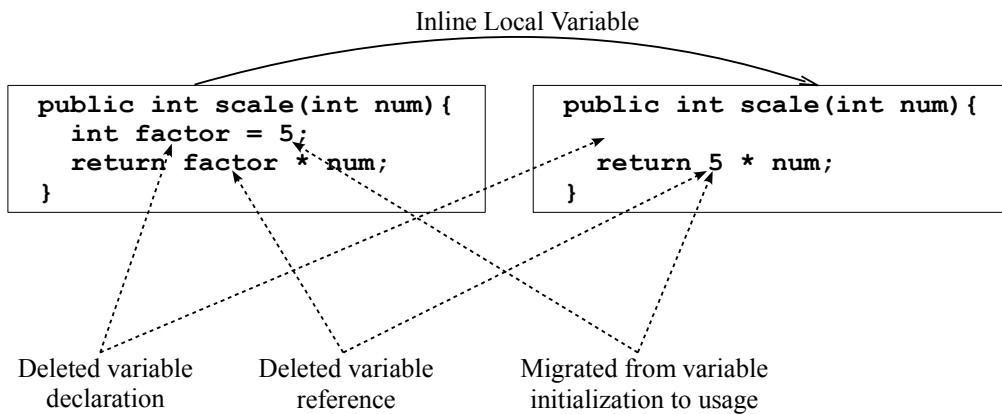 Inline Local Variable
public int scale(int num){
int factor = 5;
return factor * num;
}
public int scale(int num){
return 5 * num;
}
Deleted variable
declaration
Deleted variable
reference
Migrated from variable
initialization to usage